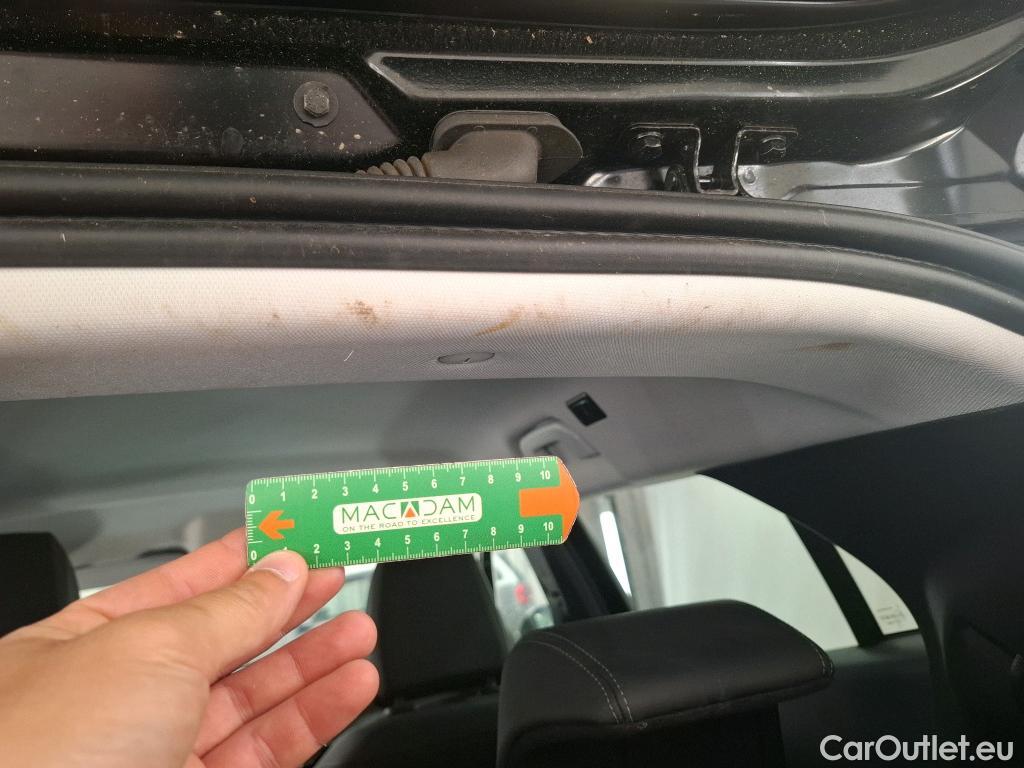 0 1 2 3 4 5 6 7 8 9 10
MACADAM
ON THE ROAD TO EXCELLENCE
0 1 2 3 4 5 6 7 8 9 10
CarOutlet.eu